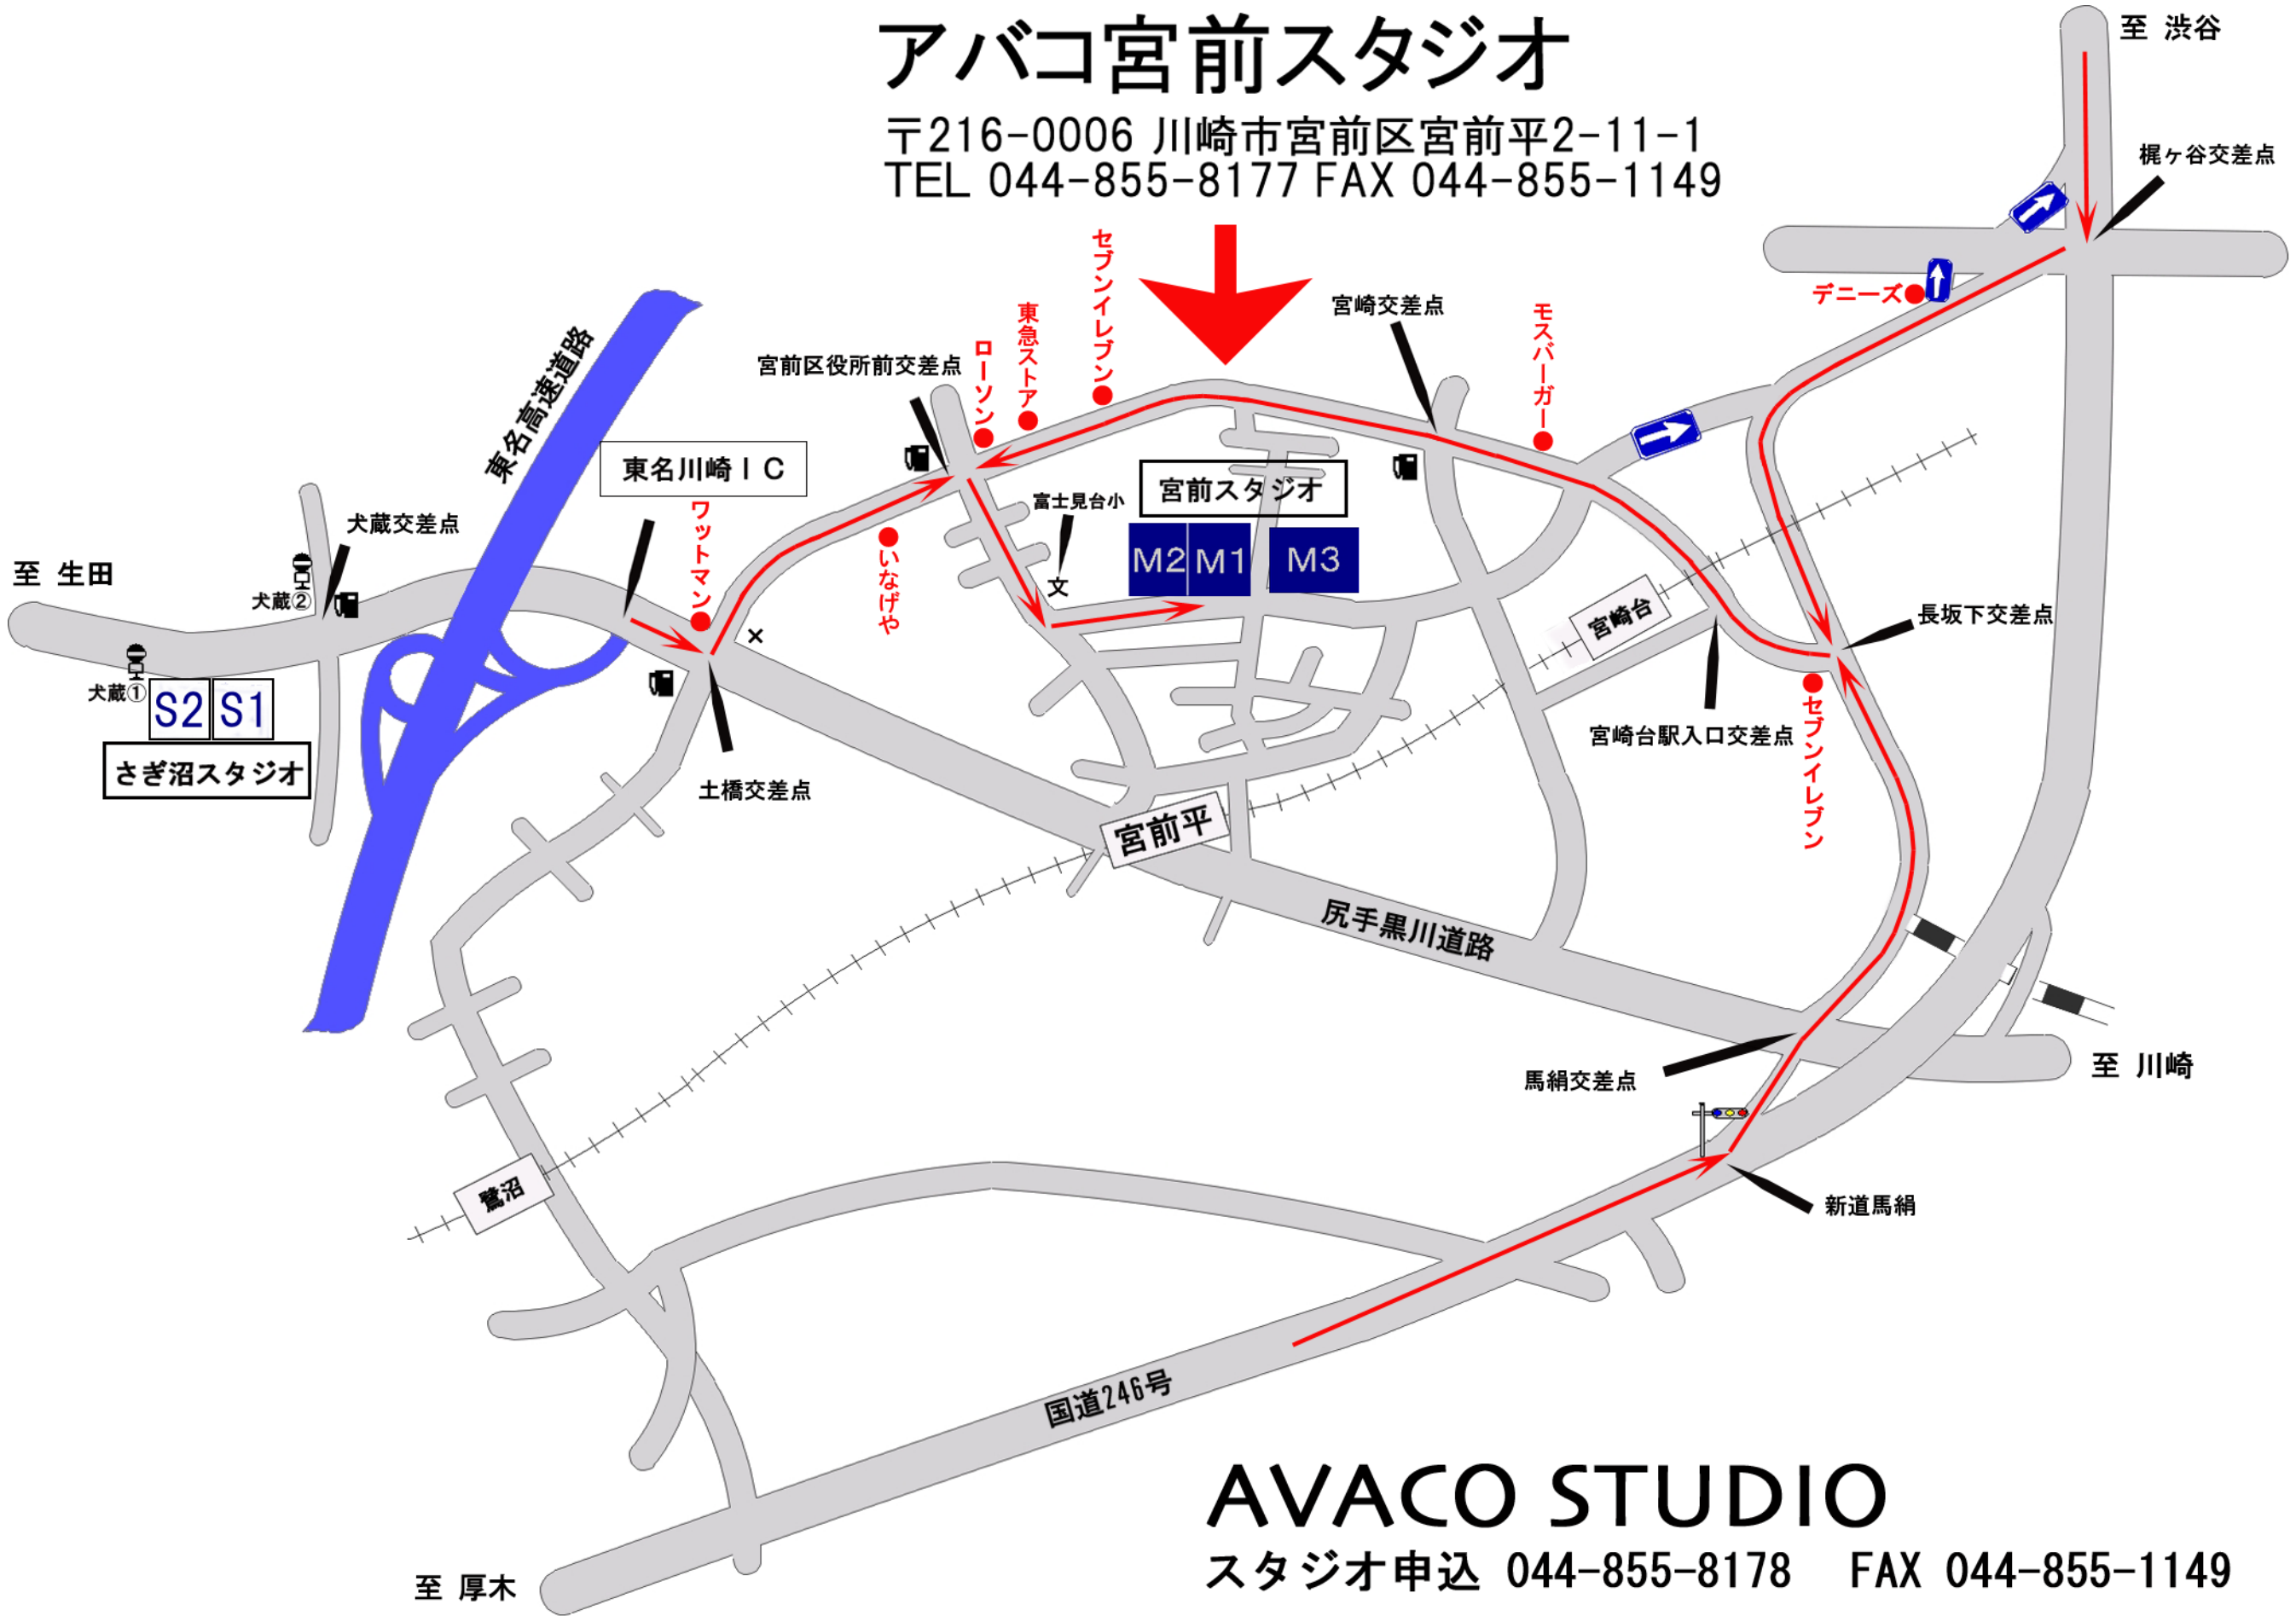 アバコ宮前スタジオ
〒216-0006 川崎市宮前区宮前平2-11-1
TEL 044-855-8177 FAX 044-855-1149
至 渋谷
梶ヶ谷交差点
デニーズ
セブンイレブン
東急ストア
ローソン
宮崎交差点
モスバーガー
宮前区役所前交差点
東名高速道路
東名川崎IC
ワットマン
犬蔵交差点
至 生田
犬蔵②
犬蔵①
S2 S1
さぎ沼スタジオ
いなげや
富士見台小
文
宮前スタジオ
M2 M1 M3
宮崎台
長坂下交差点
宮崎台駅入口交差点
セブンイレブン
土橋交差点
宮前平
尻手黒川道路
馬絹交差点
至 川崎
新道馬絹
鷺沼
国道246号
至 厚木
AVACO STUDIO
スタジオ申込 044-855-8178 FAX 044-855-1149